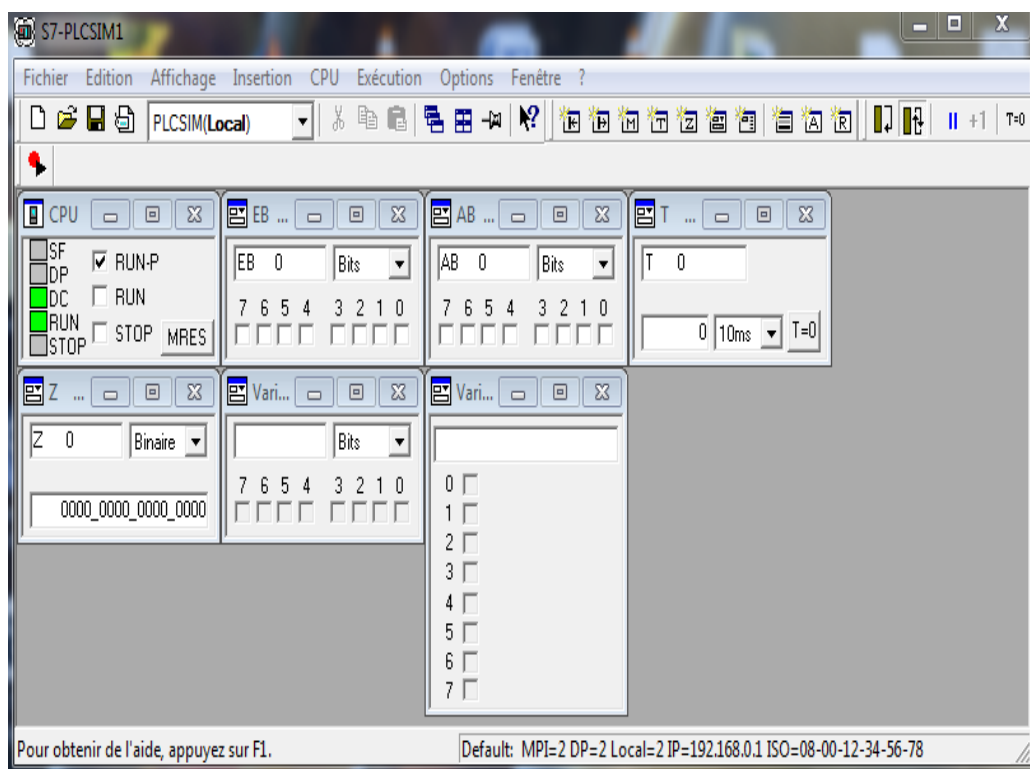 S7-PLCSIM1
Fichier Edition Affichage Insertion CPU Exécution Options Fenêtre ?
PLCSIM(Local) +1 T=0
CPU
SF
DP
DC
RUN
STOP
RUN-P
RUN
STOP MRES
EB ...
EB 0 Bits
7 6 5 4 3 2 1 0
AB ...
AB 0 Bits
7 6 5 4 3 2 1 0
T ...
T 0
0 10ms T=0
Z ...
Z 0 Binaire
0000_0000_0000_0000
Vari...
Bits
7 6 5 4 3 2 1 0
Vari...
0
1
2
3
4
5
6
7
Pour obtenir de l'aide, appuyez sur F1.
Default: MPI=2 DP=2 Local=2 IP=192.168.0.1 ISO=08-00-12-34-56-78